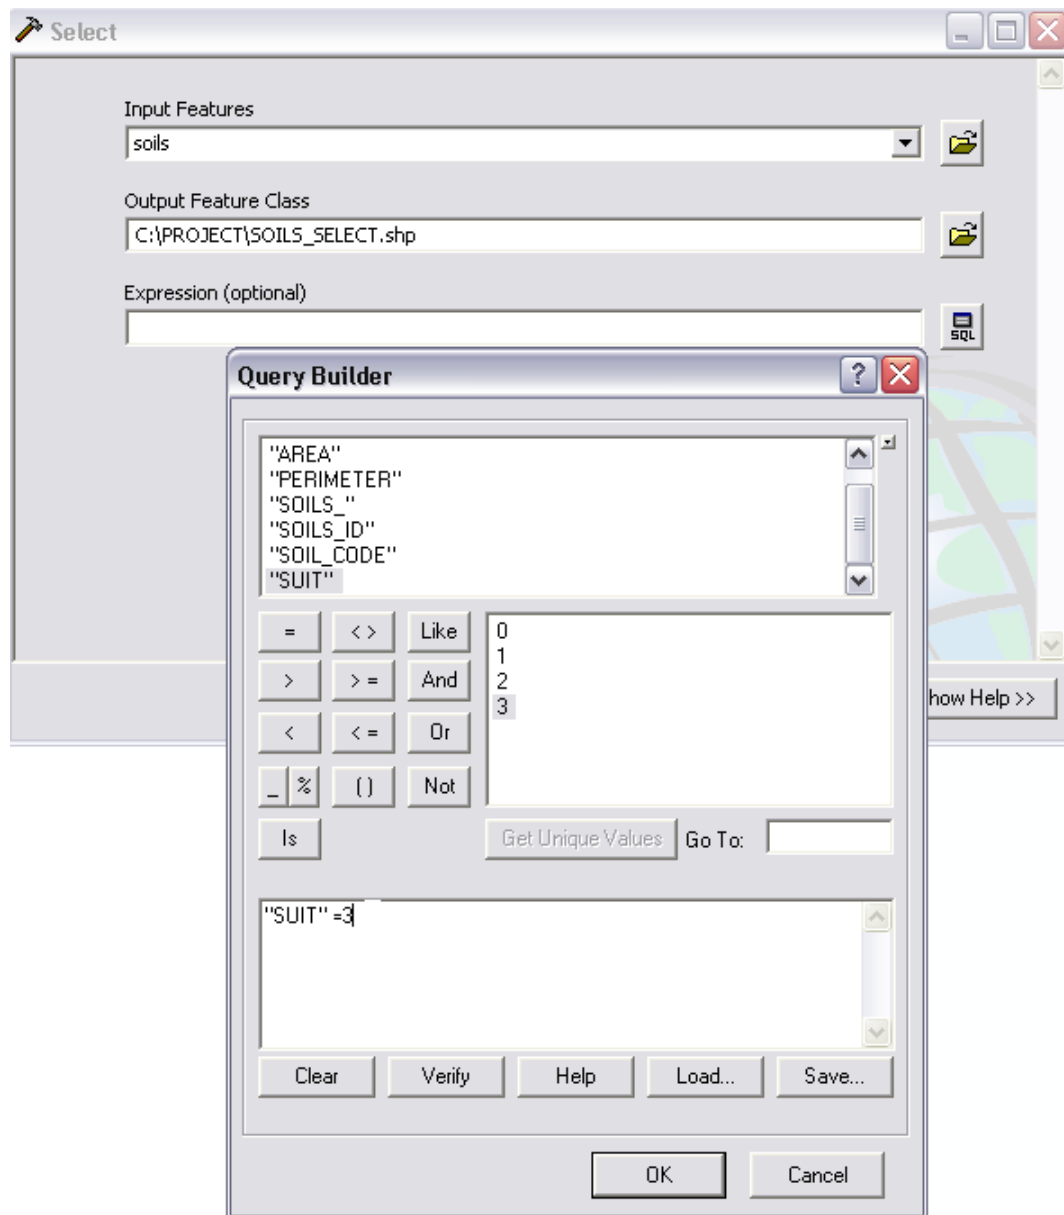 Select
Input Features
soils
Output Feature Class
C:\PROJECT\SOILS_SELECT.shp
Expression (optional)
SQL
Query Builder
?
"AREA"
"PERIMETER"
"SOILS_"
"SOILS_ID"
"SOIL_CODE"
"SUIT"
= < > Like
> > = And
< < = Or
_ % ( ) Not
Is
0
1
2
3
how Help >>
Get Unique Values Go To:
"SUIT" =3
Clear Verify Help Load... Save...
OK Cancel